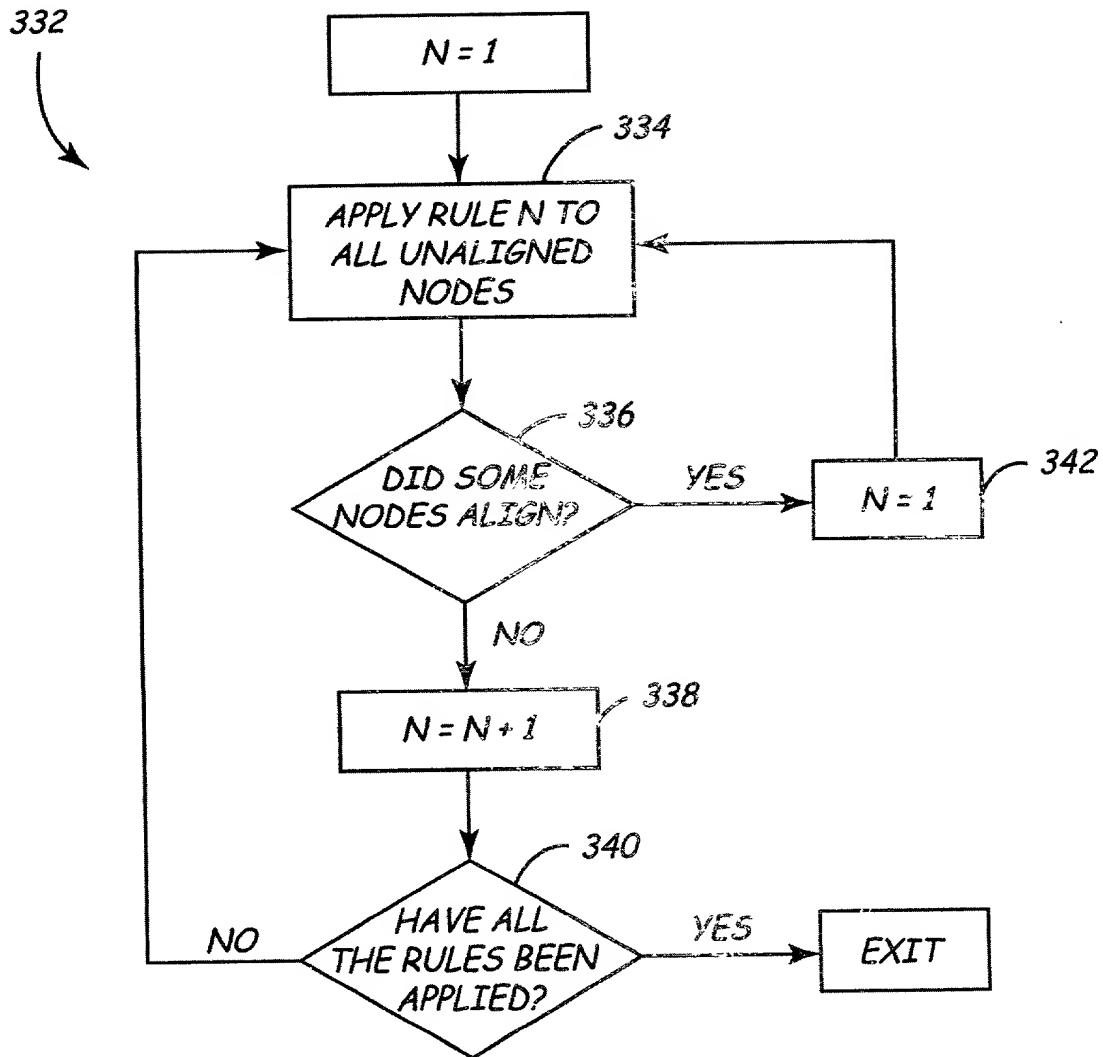 332
N = 1
334
APPLY RULE N TO
ALL UNALIGNED
NODES
336
DID SOME
NODES ALIGN?
YES
N = 1
342
NO
N = N + 1
338
340
HAVE ALL
THE RULES BEEN
APPLIED?
NO
YES
EXIT